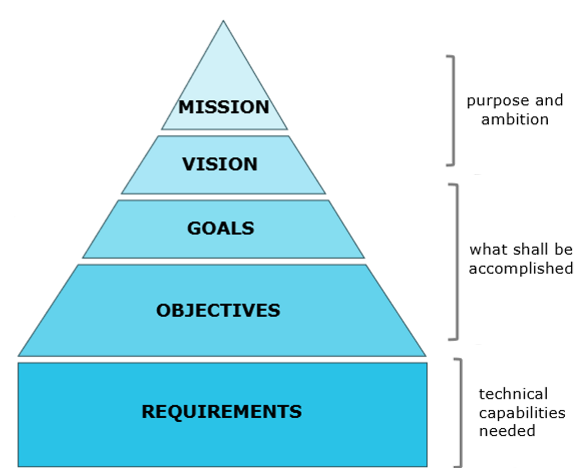 MISSION
purpose and
ambition
VISION
GOALS
what shall be
accomplished
OBJECTIVES
REQUIREMENTS
technical
capabilities
needed